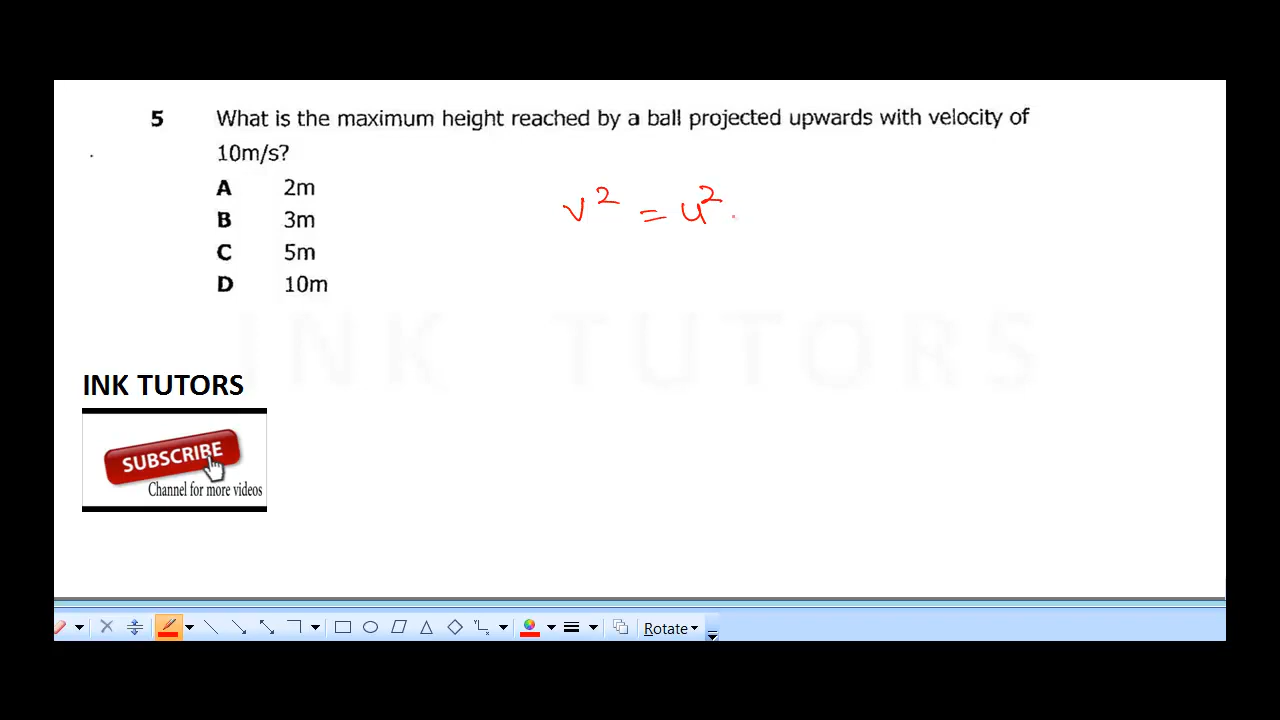 5 What is the maximum height reached by a ball projected upwards with velocity of
10m/s?
A 2m
B 3m
C 5m
D 10m
v² = u²
INK TUTORS
INK TUTORS
SUBSCRIBE
Channel for more videos
Rotate